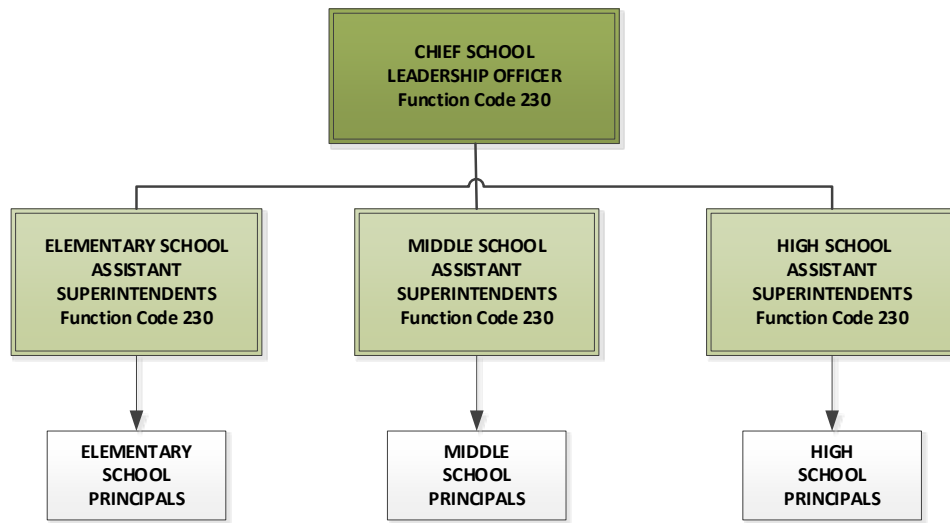 CHIEF SCHOOL
LEADERSHIP OFFICER
Function Code 230
ELEMENTARY SCHOOL
ASSISTANT
SUPERINTENDENTS
Function Code 230
MIDDLE SCHOOL
ASSISTANT
SUPERINTENDENTS
Function Code 230
HIGH SCHOOL
ASSISTANT
SUPERINTENDENTS
Function Code 230
ELEMENTARY
SCHOOL
PRINCIPALS
MIDDLE
SCHOOL
PRINCIPALS
HIGH
SCHOOL
PRINCIPALS